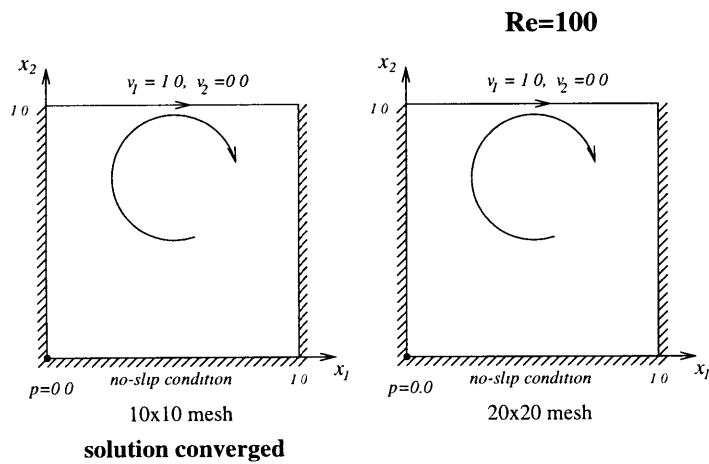 Re=100
x2
v1 = 1 0, v2 =0 0
1 0
p=0 0
no-slip condition
1 0
x1
10x10 mesh
solution converged
x2
v1 = 1 0, v2 =0 0
1 0
p=0.0
no-slip condition
1 0
x1
20x20 mesh